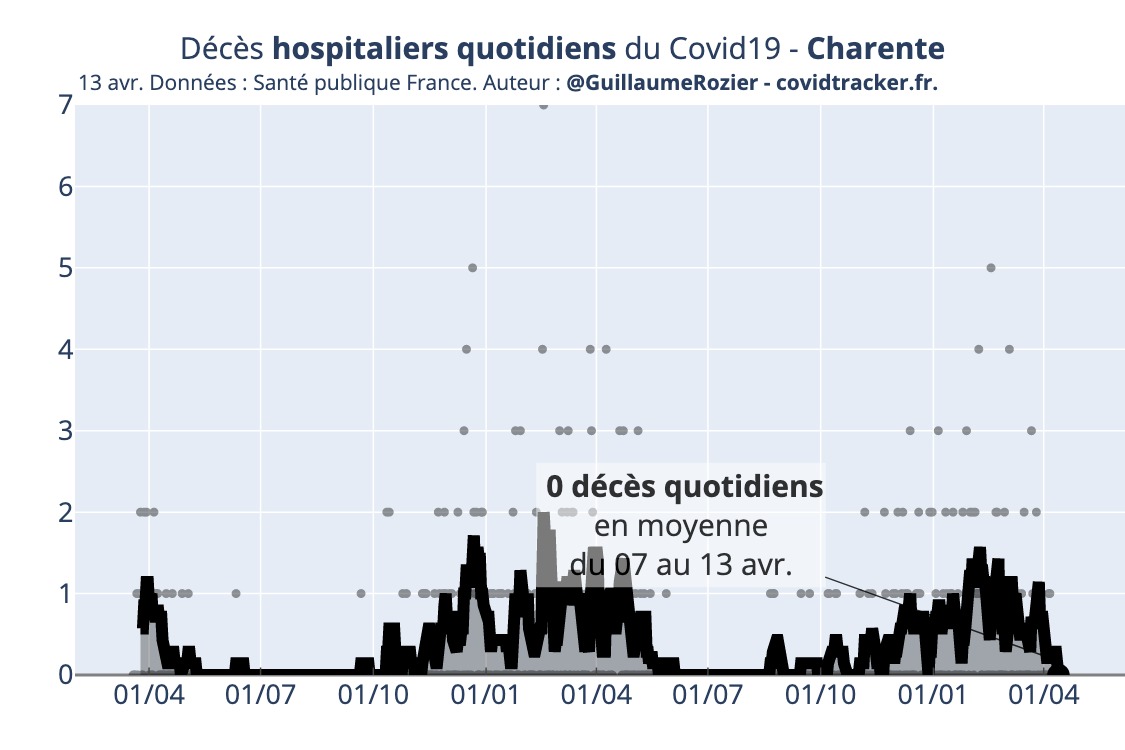 Décès hospitaliers quotidiens du Covid19 - Charente
13 avr. Données : Santé publique France. Auteur : @GuillaumeRozier - covidtracker.fr.
7
6
5
4
3
2
1
0
0 décès quotidiens
en moyenne
du 07 au 13 avr.
01/04 01/07 01/10 01/01 01/04 01/07 01/10 01/01 01/04